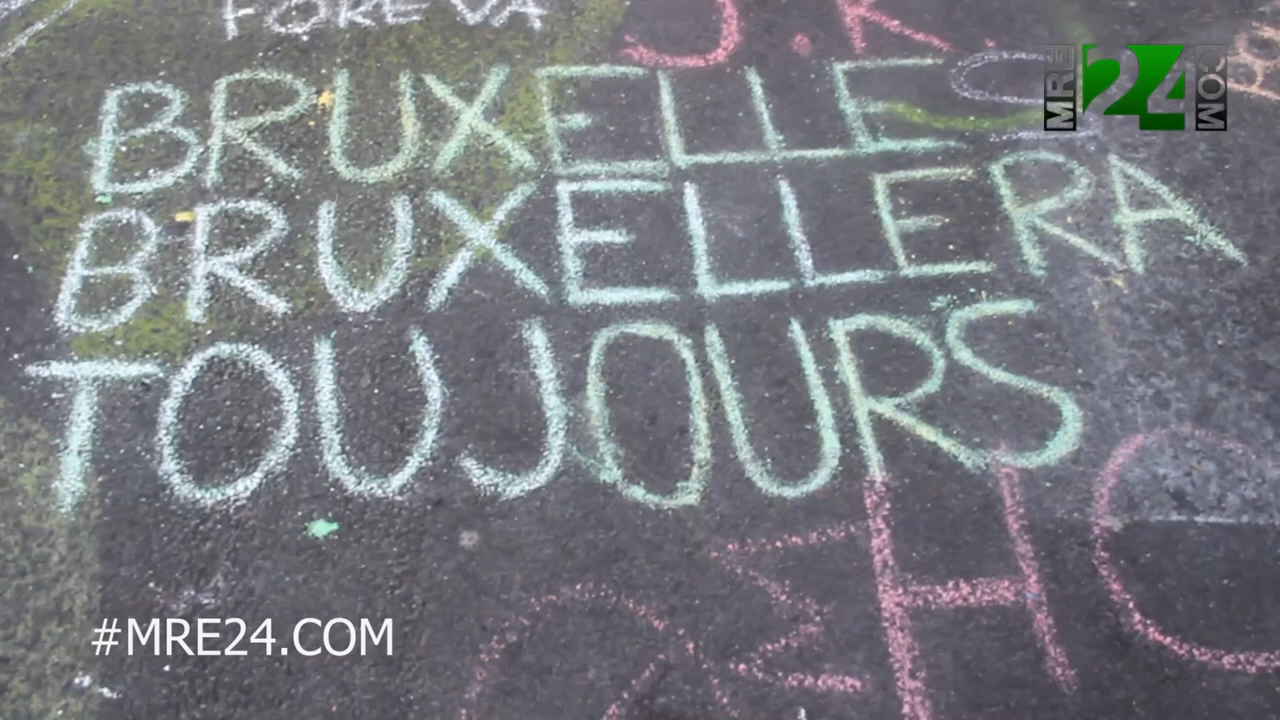 FOREVA
J.R.
BRUXELLES
BRUXELLERA
TOUJOURS
MRE 24 .COM
#MRE24.COM